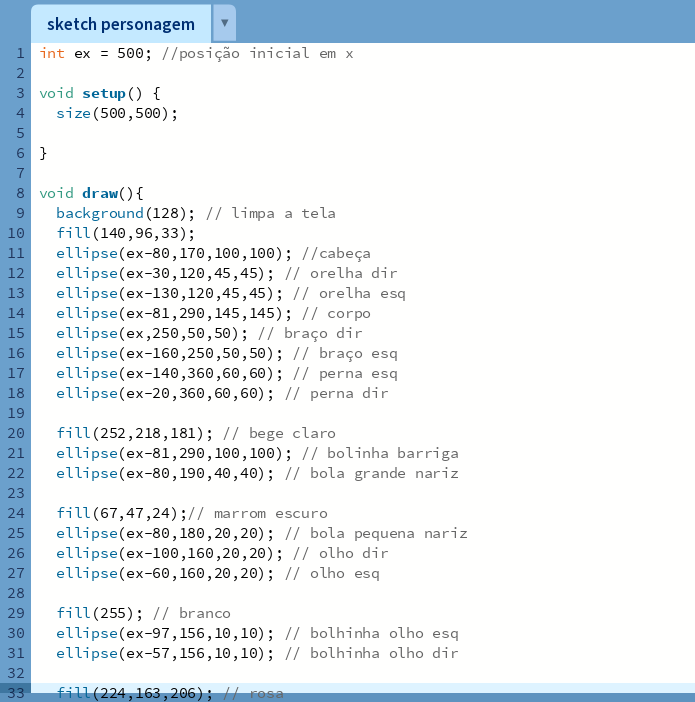 sketch personagem ▼
1 int ex = 500; //posição inicial em x
2
3 void setup() {
4   size(500,500);
5
6 }
7
8 void draw(){
9   background(128); // limpa a tela
10   fill(140,96,33);
11   ellipse(ex-80,170,100,100); //cabeça
12   ellipse(ex-30,120,45,45); // orelha dir
13   ellipse(ex-130,120,45,45); // orelha esq
14   ellipse(ex-81,290,145,145); // corpo
15   ellipse(ex,250,50,50); // braço dir
16   ellipse(ex-160,250,50,50); // braço esq
17   ellipse(ex-140,360,60,60); // perna esq
18   ellipse(ex-20,360,60,60); // perna dir
19
20   fill(252,218,181); // bege claro
21   ellipse(ex-81,290,100,100); // bolinha barriga
22   ellipse(ex-80,190,40,40); // bola grande nariz
23
24   fill(67,47,24);// marrom escuro
25   ellipse(ex-80,180,20,20); // bola pequena nariz
26   ellipse(ex-100,160,20,20); // olho dir
27   ellipse(ex-60,160,20,20); // olho esq
28
29   fill(255); // branco
30   ellipse(ex-97,156,10,10); // bolhinha olho esq
31   ellipse(ex-57,156,10,10); // bolhinha olho dir
32
33   fill(224,163,206); // rosa